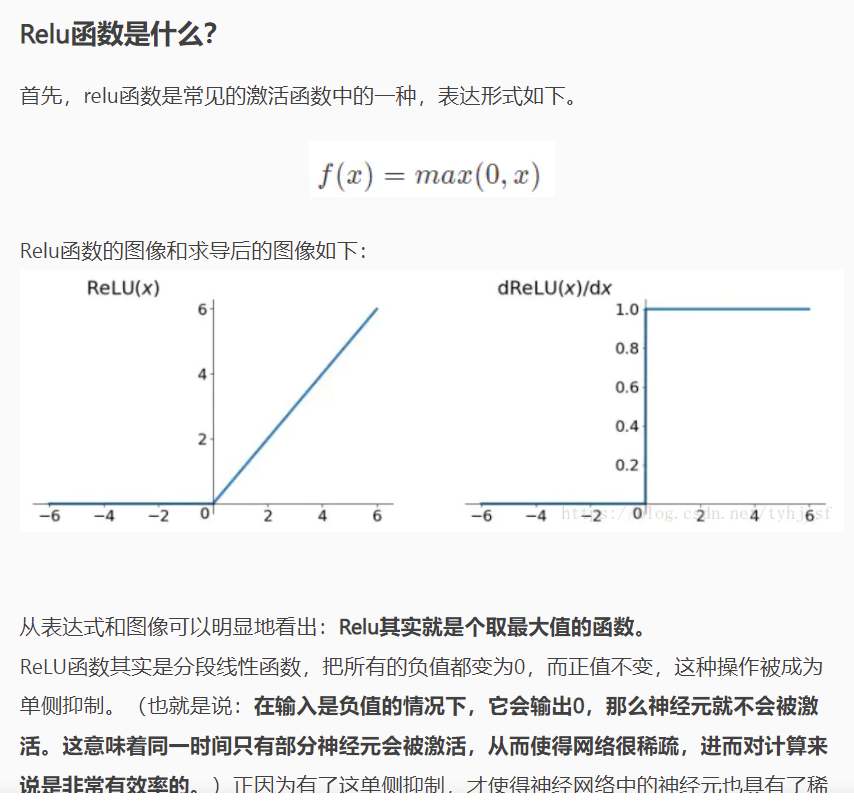 Relu函数是什么？
首先，relu函数是常见的激活函数中的一种，表达形式如下。
f(x) = max(0, x)
Relu函数的图像和求导后的图像如下：
ReLU(x)
6
4
2
−6 −4 −2 0 2 4 6
dReLU(x)/dx
1.0
0.8
0.6
0.4
0.2
−6 −4 −2 0 2 4 6
从表达式和图像可以明显地看出：Relu其实就是个取最大值的函数。
ReLU函数其实是分段线性函数，把所有的负值都变为0，而正值不变，这种操作被成为
单侧抑制。（也就是说：在输入是负值的情况下，它会输出0，那么神经元就不会被激
活。这意味着同一时间只有部分神经元会被激活，从而使得网络很稀疏，进而对计算来
说是非常有效率的。）正因为有了这单侧抑制，才使得神经网络中的神经元也具有了稀